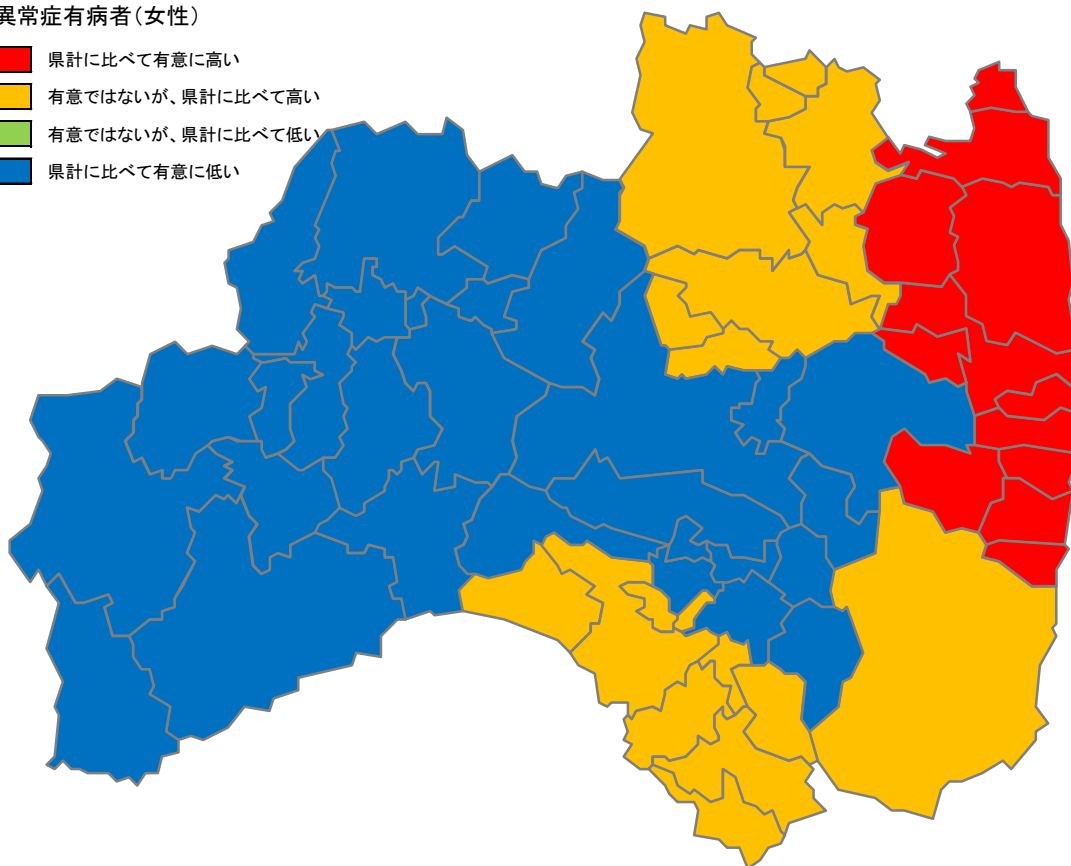 異常症有病者(女性)
県計に比べて有意に高い
有意ではないが、県計に比べて高い
有意ではないが、県計に比べて低い
県計に比べて有意に低い